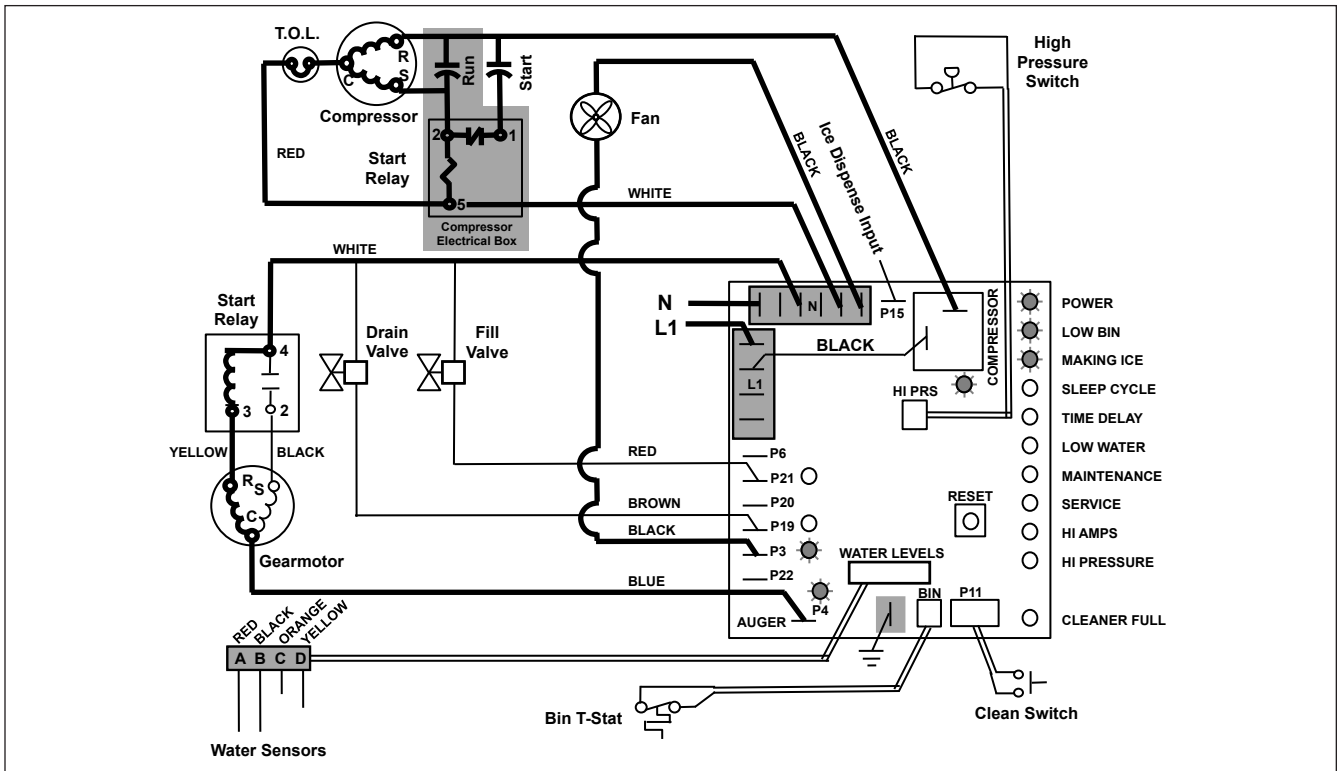 T.O.L.
C
R
S
Compressor
Run
Start
High
Pressure
Switch
Fan
RED
2
1
Start
Relay
5
Compressor
Electrical Box
WHITE
BLACK
Ice Dispense Input
BLACK
WHITE
N
L1
N
P15
COMPRESSOR
L1
BLACK
HI PRS
POWER
LOW BIN
MAKING ICE
SLEEP CYCLE
TIME DELAY
LOW WATER
MAINTENANCE
SERVICE
HI AMPS
HI PRESSURE
CLEANER FULL
Start
Relay
4
3
2
Drain
Valve
Fill
Valve
YELLOW
BLACK
R
S
C
Gearmotor
RED
BROWN
BLACK
BLUE
P6
P21
P20
P19
P3
P22
P4
AUGER
RESET
WATER LEVELS
BIN
P11
RED
BLACK
ORANGE
YELLOW
A B C D
Water Sensors
Bin T-Stat
Clean Switch